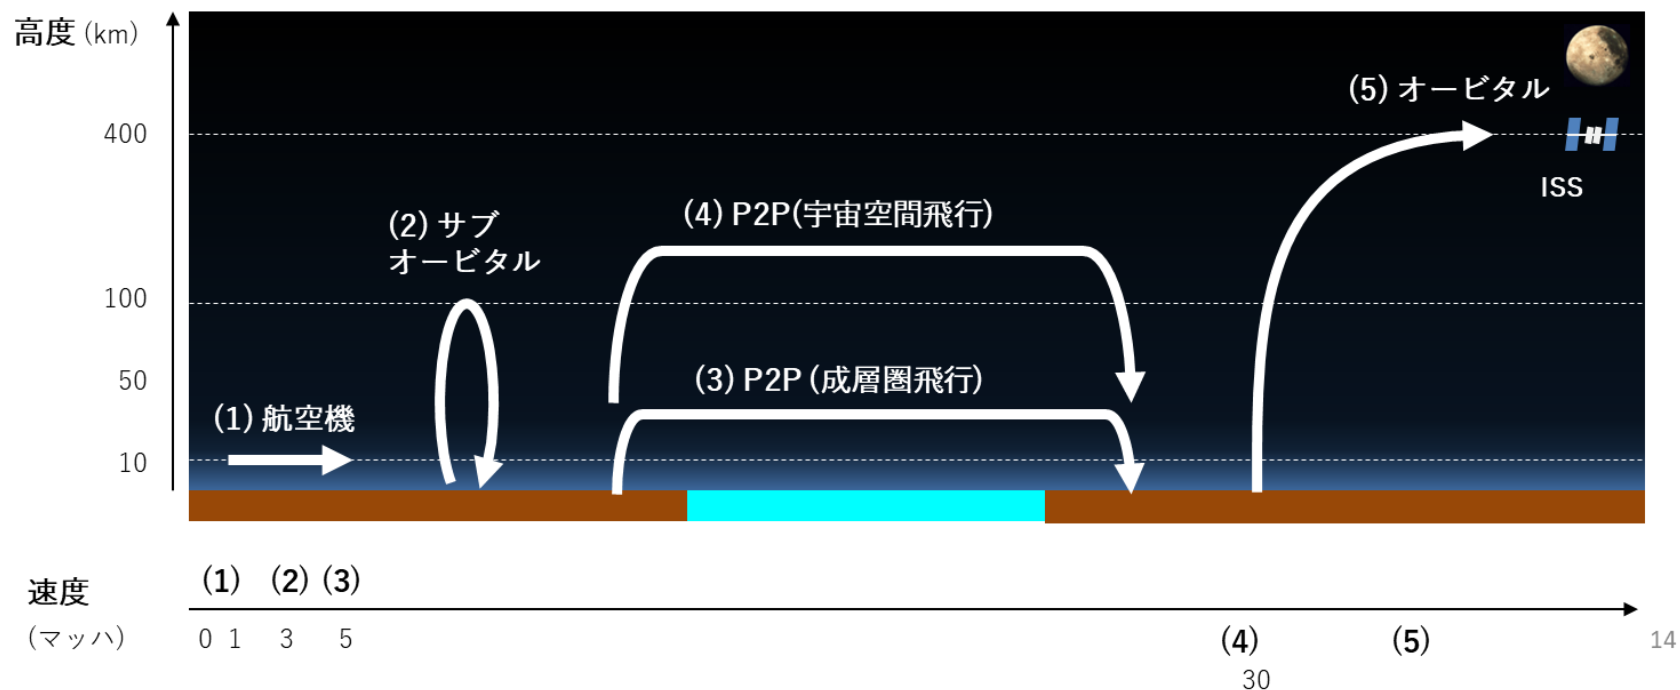 高度 (km)
(5) オービタル
400
ISS
(2) サブ
オービタル
(4) P2P(宇宙空間飛行)
100
50
(3) P2P (成層圏飛行)
(1) 航空機
10
速度
(マッハ)
(1) (2) (3)
0 1 3 5
(4) (5)
30
14